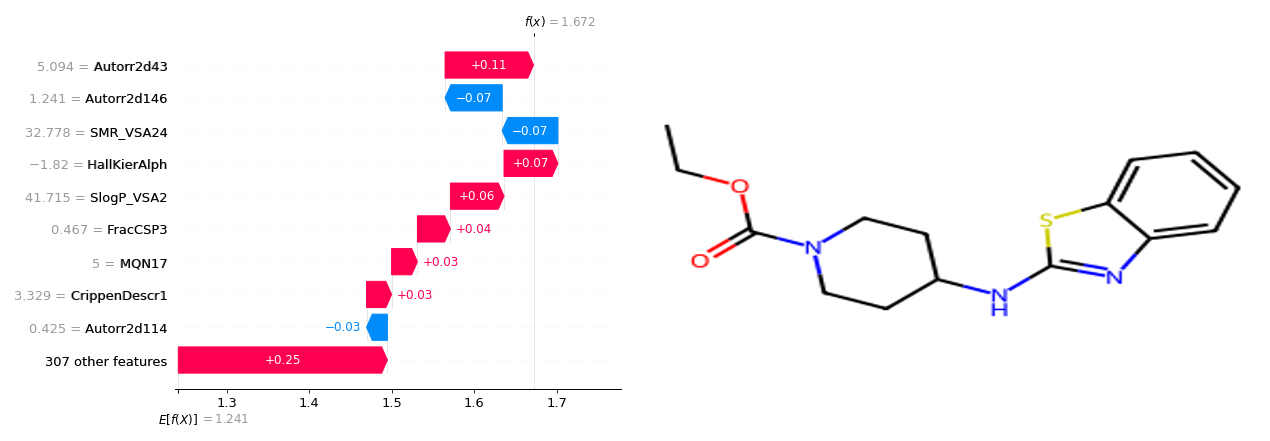 f(x) = 1.672
5.094 = Autorr2d43
+0.11
1.241 = Autorr2d146
−0.07
32.778 = SMR_VSA24
−0.07
−1.82 = HallKierAlph
+0.07
41.715 = SlogP_VSA2
+0.06
0.467 = FracCSP3
+0.04
5 = MQN17
+0.03
3.329 = CrippenDescr1
+0.03
0.425 = Autorr2d114
−0.03
307 other features
+0.25
1.3 1.4 1.5 1.6 1.7
E[f(X)] = 1.241
O
O
N
N
H
S
N